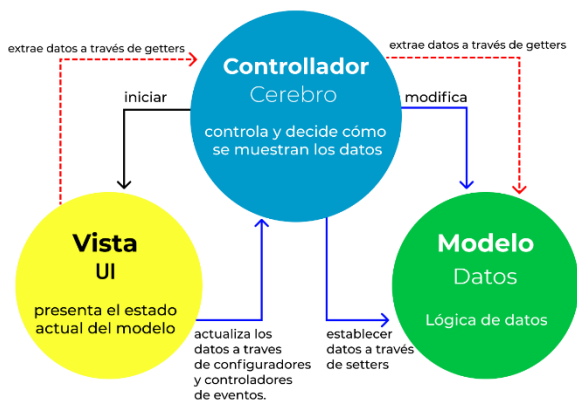 extrae datos a través de getters
extrae datos a través de getters
Controllador
Cerebro
controla y decide cómo
se muestran los datos
iniciar
modifica
Vista
UI
presenta el estado
actual del modelo
Modelo
Datos
Lógica de datos
actualiza los
datos a traves
de configuradores
y controladores
de eventos.
establecer
datos a través
de setters